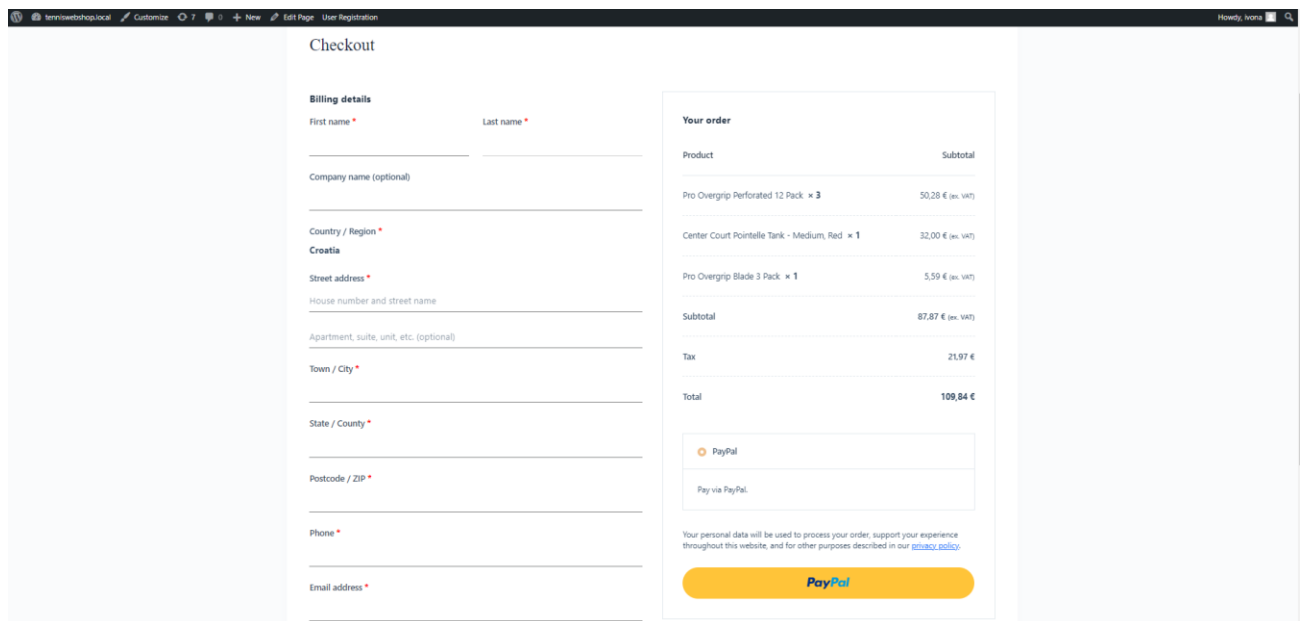 tenniswebshop.local Customize 7 0 New Edit Page User Registration Howdy, ivona
Checkout
Billing details
First name * Last name *
Company name (optional)
Country / Region *
Croatia
Street address *
House number and street name
Apartment, suite, unit, etc. (optional)
Town / City *
State / County *
Postcode / ZIP *
Phone *
Email address *
Your order
Product Subtotal
Pro Overgrip Perforated 12 Pack × 3 50,28 € (ex. VAT)
Center Court Pointelle Tank - Medium, Red × 1 32,00 € (ex. VAT)
Pro Overgrip Blade 3 Pack × 1 5,59 € (ex. VAT)
Subtotal 87,87 € (ex. VAT)
Tax 21,97 €
Total 109,84 €
PayPal
Pay via PayPal.
Your personal data will be used to process your order, support your experience
throughout this website, and for other purposes described in our privacy policy.
PayPal